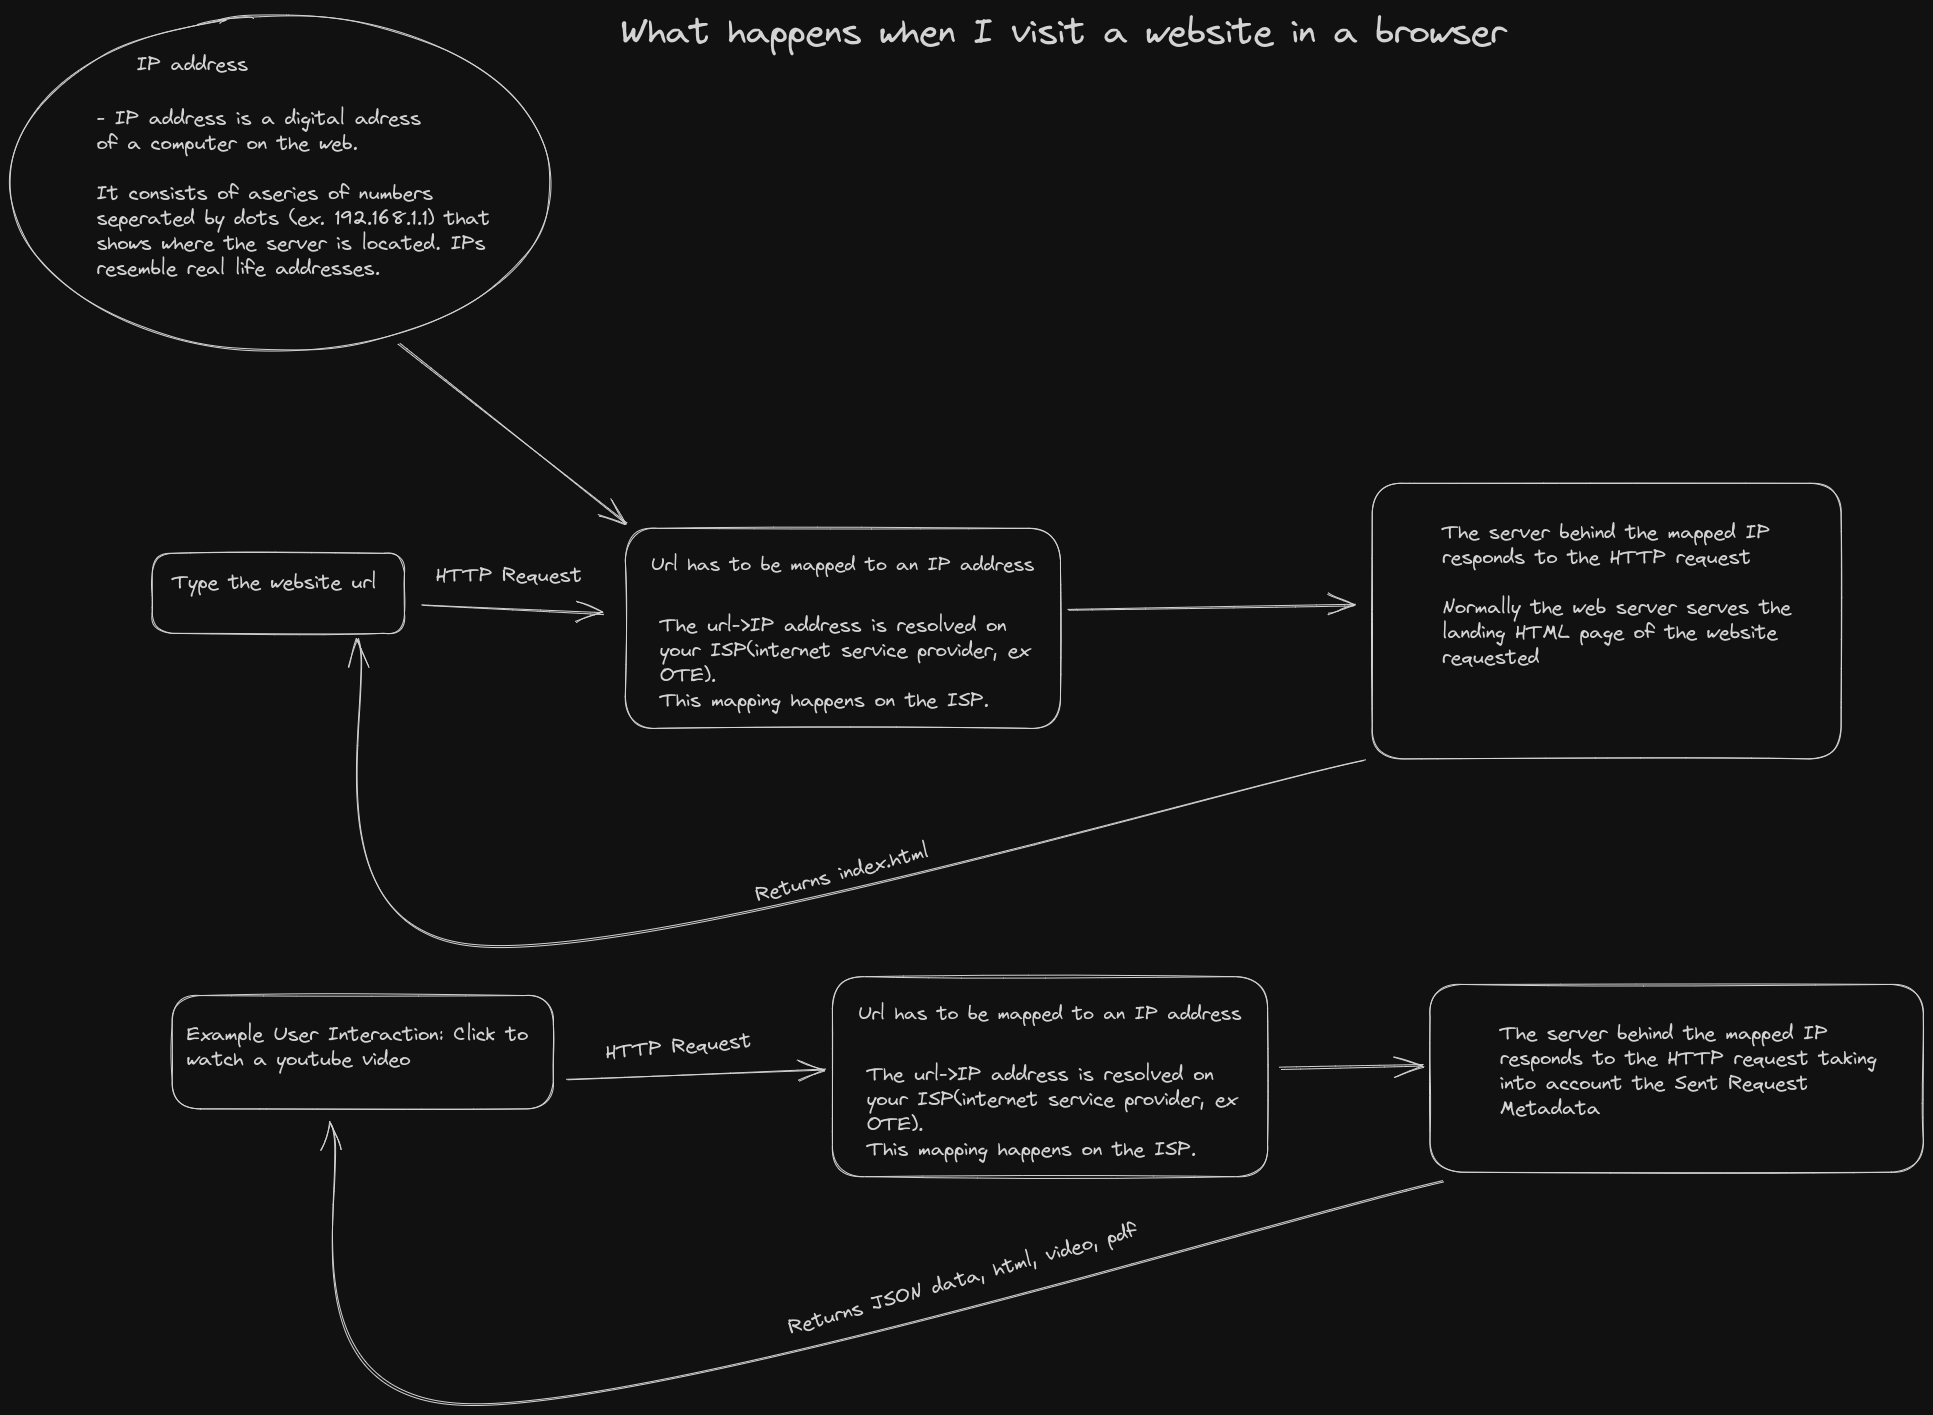 What happens when I visit a website in a browser
IP address
- IP address is a digital adress
of a computer on the web.
It consists of aseries of numbers
seperated by dots (ex. 192.168.1.1) that
shows where the server is located. IPs
resemble real life addresses.
Type the website url
HTTP Request
Url has to be mapped to an IP address
The url->IP address is resolved on
your ISP(internet service provider, ex
OTE).
This mapping happens on the ISP.
The server behind the mapped IP
responds to the HTTP request
Normally the web server serves the
landing HTML page of the website
requested
Returns index.html
Example User Interaction: Click to
watch a youtube video
HTTP Request
Url has to be mapped to an IP address
The url->IP address is resolved on
your ISP(internet service provider, ex
OTE).
This mapping happens on the ISP.
The server behind the mapped IP
responds to the HTTP request taking
into account the Sent Request
Metadata
Returns JSON data, html, video, pdf